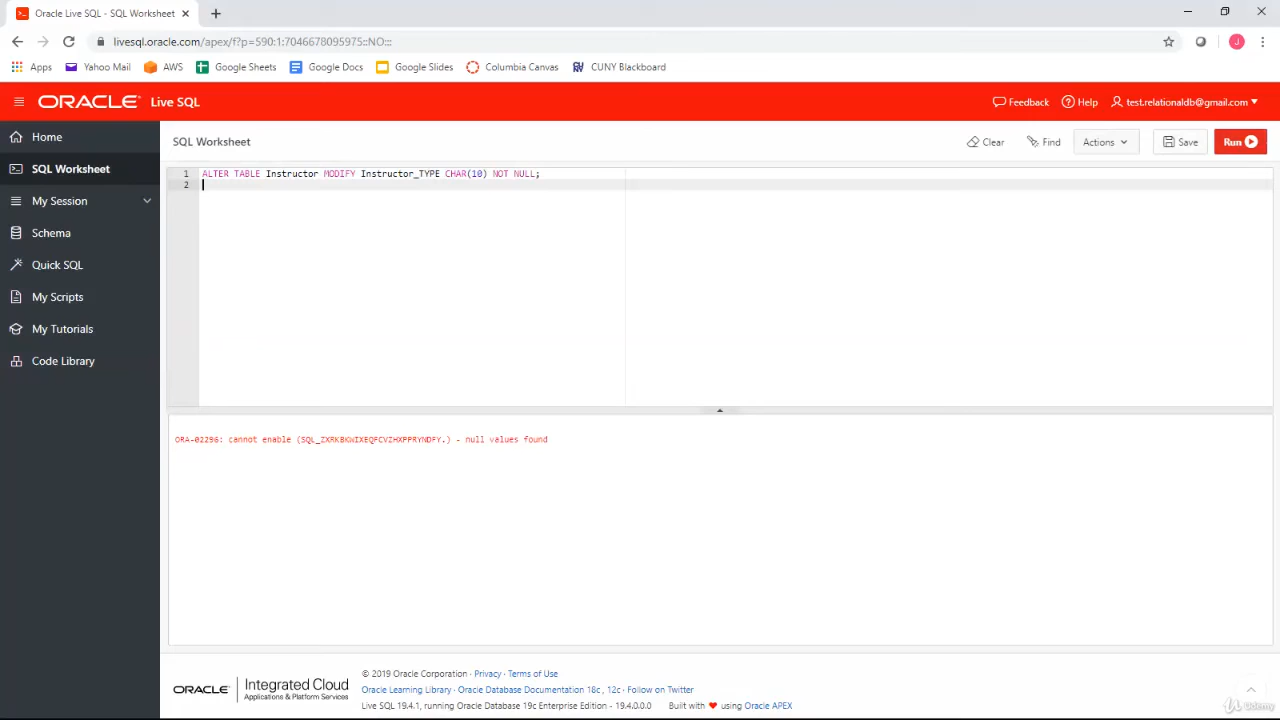 Oracle Live SQL - SQL Worksheet
livesql.oracle.com/apex/f?p=590:1:7046678095975::NO:::
J
Apps Yahoo Mail AWS Google Sheets Google Docs Google Slides Columbia Canvas CUNY Blackboard
ORACLE Live SQL Feedback Help test.relationaldb@gmail.com
Home
SQL Worksheet
My Session
Schema
Quick SQL
My Scripts
My Tutorials
Code Library
SQL Worksheet Clear Find Actions Save Run
1 ALTER TABLE Instructor MODIFY Instructor_TYPE CHAR(10) NOT NULL;
2
ORA-02296: cannot enable (SQL_ZXRKBKWIXEQFCVZHXPPRYNDFY.) - null values found
ORACLE Integrated Cloud
Applications & Platform Services
© 2019 Oracle Corporation · Privacy · Terms of Use
Oracle Learning Library · Oracle Database Documentation 18c, 12c · Follow on Twitter
Live SQL 19.4.1, running Oracle Database 19c Enterprise Edition - 19.4.0.0.0 Built with ❤ using Oracle APEX
Udemy